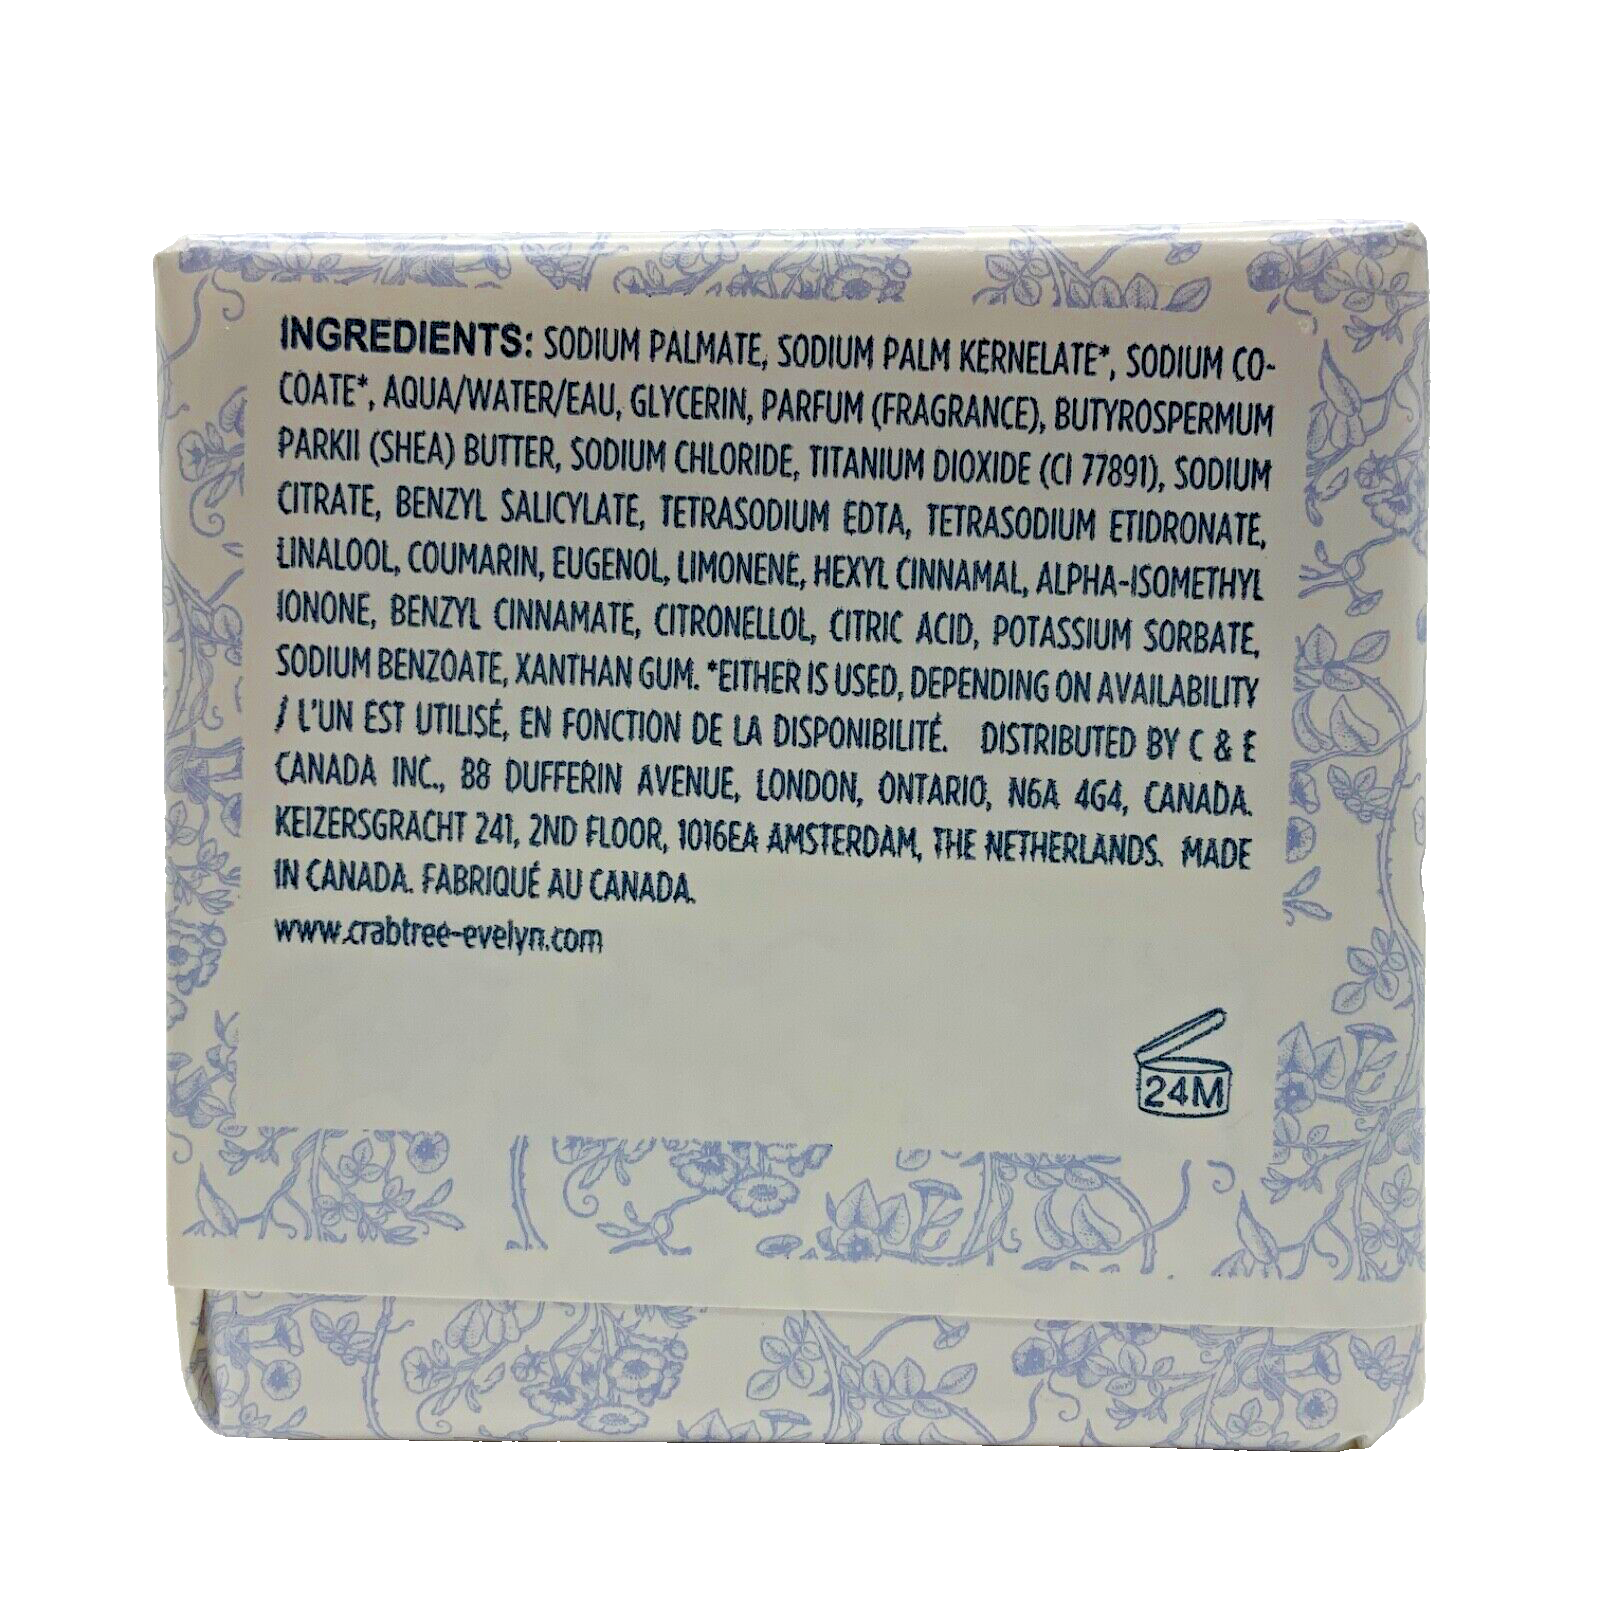 INGREDIENTS: SODIUM PALMATE, SODIUM PALM KERNELATE*, SODIUM CO-
COATE*, AQUA/WATER/EAU, GLYCERIN, PARFUM (FRAGRANCE), BUTYROSPERMUM
PARKII (SHEA) BUTTER, SODIUM CHLORIDE, TITANIUM DIOXIDE (CI 77891), SODIUM
CITRATE, BENZYL SALICYLATE, TETRASODIUM EDTA, TETRASODIUM ETIDRONATE,
LINALOOL, COUMARIN, EUGENOL, LIMONENE, HEXYL CINNAMAL, ALPHA-ISOMETHYL
IONONE, BENZYL CINNAMATE, CITRONELLOL, CITRIC ACID, POTASSIUM SORBATE,
SODIUM BENZOATE, XANTHAN GUM. *EITHER IS USED, DEPENDING ON AVAILABILITY
/ L'UN EST UTILISÉ, EN FONCTION DE LA DISPONIBILITÉ. DISTRIBUTED BY C & E
CANADA INC., 88 DUFFERIN AVENUE, LONDON, ONTARIO, N6A 4G4, CANADA.
KEIZERSGRACHT 241, 2ND FLOOR, 1016EA AMSTERDAM, THE NETHERLANDS. MADE
IN CANADA. FABRIQUÉ AU CANADA.
www.crabtree-evelyn.com
24M